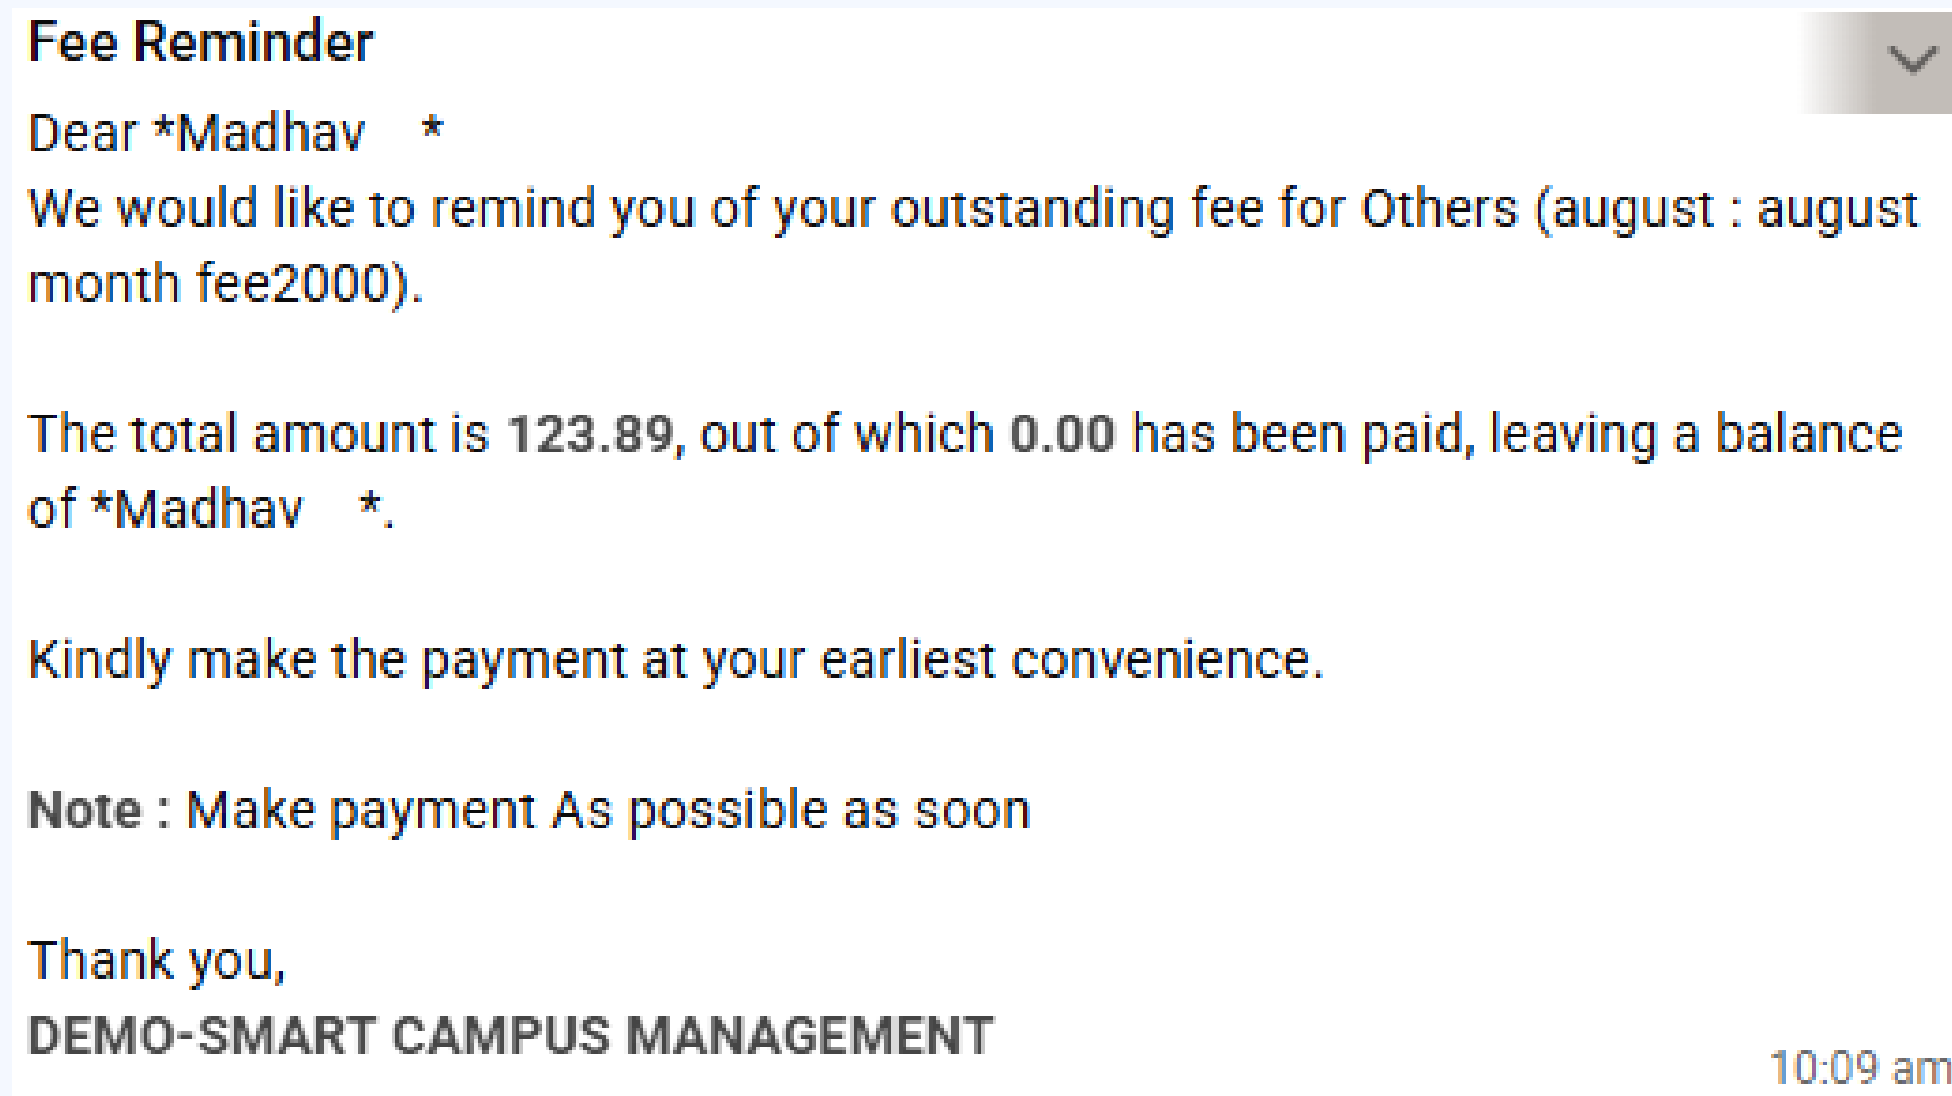 Fee Reminder
Dear *Madhav    *
We would like to remind you of your outstanding fee for Others (august : august
month fee2000).
The total amount is 123.89, out of which 0.00 has been paid, leaving a balance
of *Madhav    *.
Kindly make the payment at your earliest convenience.
Note : Make payment As possible as soon
Thank you,
DEMO-SMART CAMPUS MANAGEMENT
10:09 am